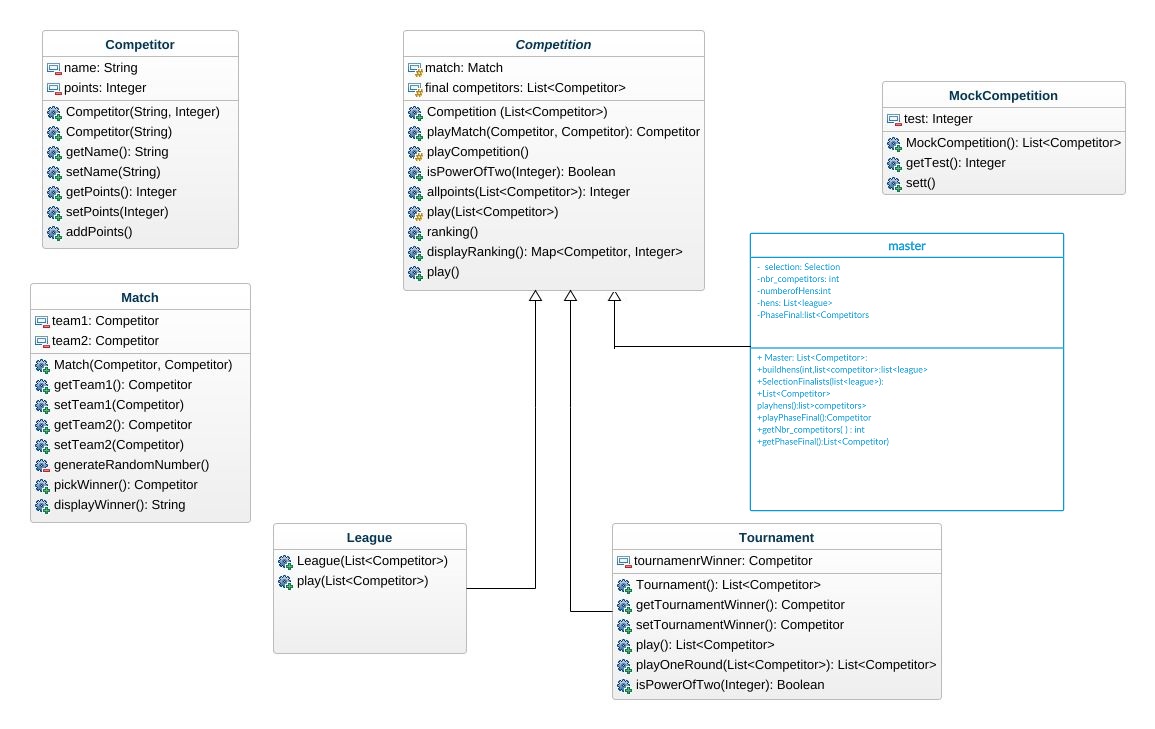 Competitor
name: String
points: Integer
Competitor(String, Integer)
Competitor(String)
getName(): String
setName(String)
getPoints(): Integer
setPoints(Integer)
addPoints()
Competition
match: Match
final competitors: List<Competitor>
Competition (List<Competitor>)
playMatch(Competitor, Competitor): Competitor
playCompetition()
isPowerOfTwo(Integer): Boolean
allpoints(List<Competitor>): Integer
play(List<Competitor>)
ranking()
displayRanking(): Map<Competitor, Integer>
play()
MockCompetition
test: Integer
MockCompetition(): List<Competitor>
getTest(): Integer
sett()
master
- selection: Selection
-nbr_competitors: int
-numberofHens:int
-hens: List<league>
-PhaseFinal:list<Competitors
+ Master: List<Competitor>:
+buildhens(int,list<competitor>:list<league>
+SelectionFinalists(list<league>):
+List<Competitor>
playhens():list>competitors>
+playPhaseFinal():Competitor
+getNbr_competitors( ) : int
+getPhaseFinal():List<Competitor)
Match
team1: Competitor
team2: Competitor
Match(Competitor, Competitor)
getTeam1(): Competitor
setTeam1(Competitor)
getTeam2(): Competitor
setTeam2(Competitor)
generateRandomNumber()
pickWinner(): Competitor
displayWinner(): String
League
League(List<Competitor>)
play(List<Competitor>)
Tournament
tournamenrWinner: Competitor
Tournament(): List<Competitor>
getTournamentWinner(): Competitor
setTournamentWinner(): Competitor
play(): List<Competitor>
playOneRound(List<Competitor>): List<Competitor>
isPowerOfTwo(Integer): Boolean